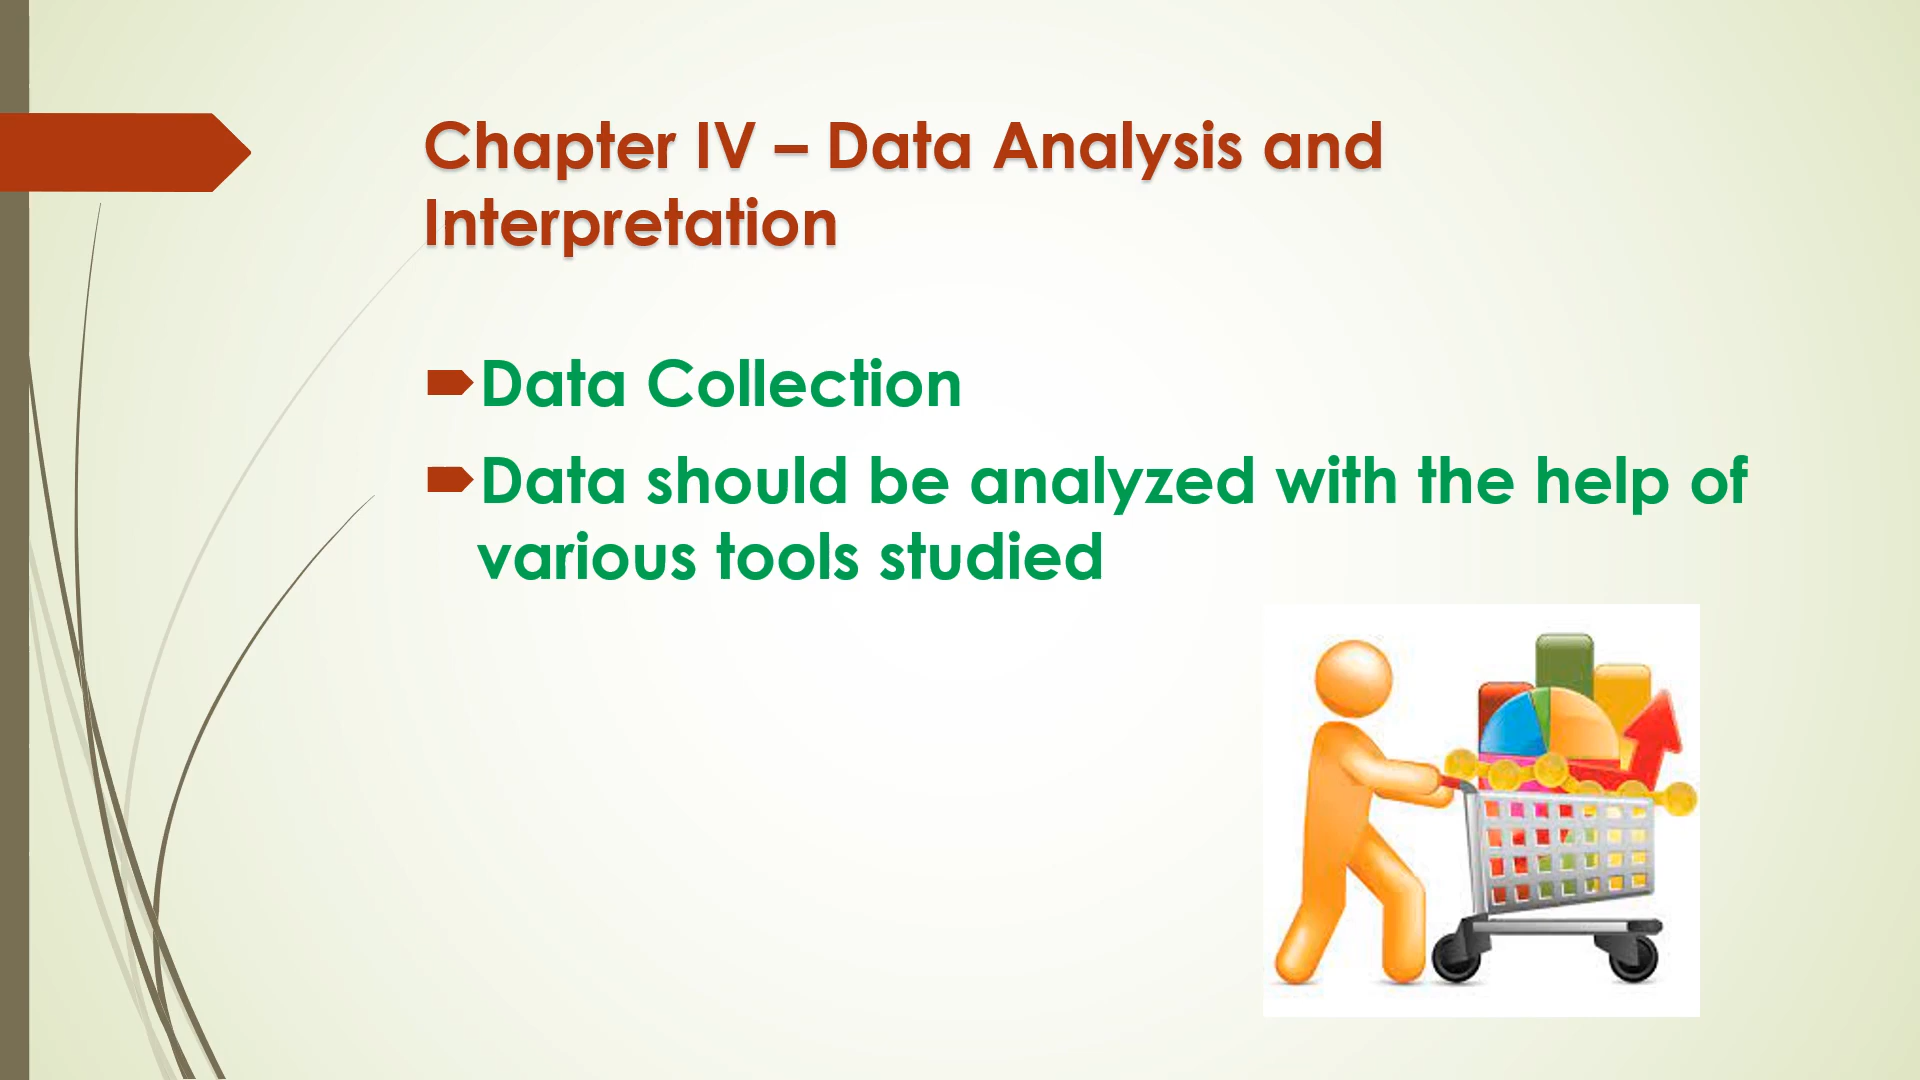 Chapter IV – Data Analysis and
Interpretation
Data Collection
Data should be analyzed with the help of
various tools studied